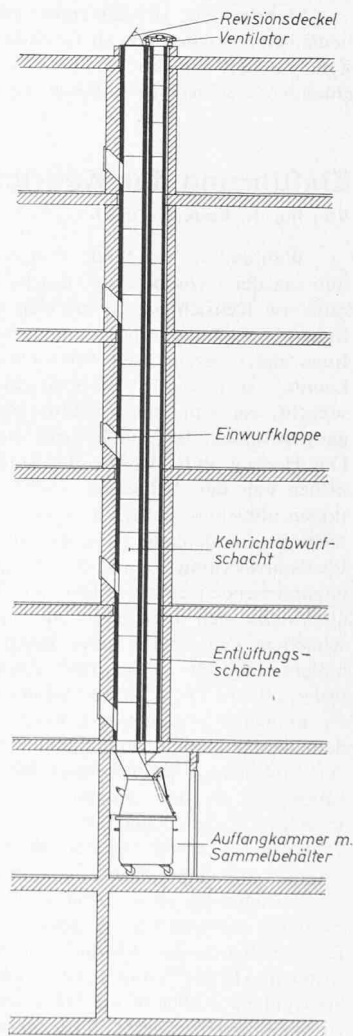 Revisionsdeckel
Ventilator
Einwurfklappe
Kehrichtabwurf-
schacht
Entlüftungs-
schächte
Auffangkammer m.
Sammelbehälter